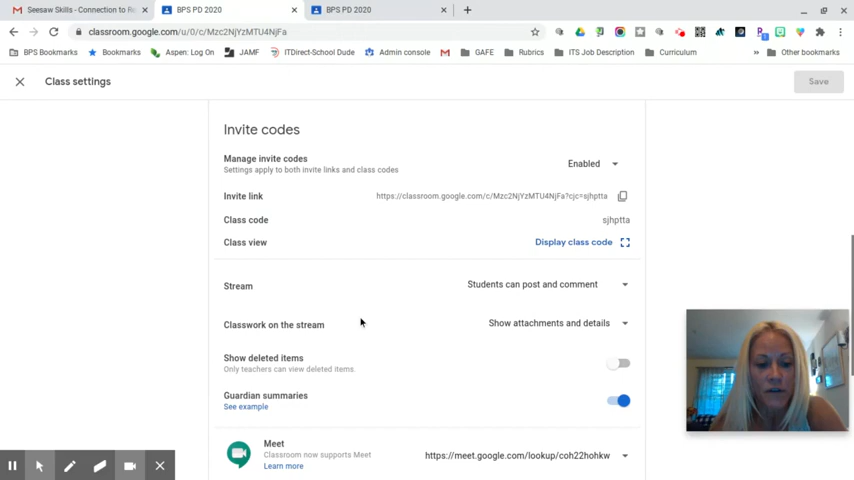 Seesaw Skills - Connection to Re
BPS PD 2020
BPS PD 2020
classroom.google.com/u/0/c/Mzc2NjYzMTU4NjFa
BPS Bookmarks
Bookmarks
Aspen: Log On
JAMF
ITDirect-School Dude
Admin console
GAFE
Rubrics
ITS Job Description
Curriculum
Other bookmarks
Class settings
Save
Invite codes
Manage invite codes
Settings apply to both invite links and class codes
Enabled
Invite link
https://classroom.google.com/c/Mzc2NjYzMTU4NjFa?cjc=sjhptta
Class code
sjhptta
Class view
Display class code
Stream
Students can post and comment
Classwork on the stream
Show attachments and details
Show deleted items
Only teachers can view deleted items.
Guardian summaries
See example
Meet
Classroom now supports Meet
Learn more
https://meet.google.com/lookup/coh22hohkw